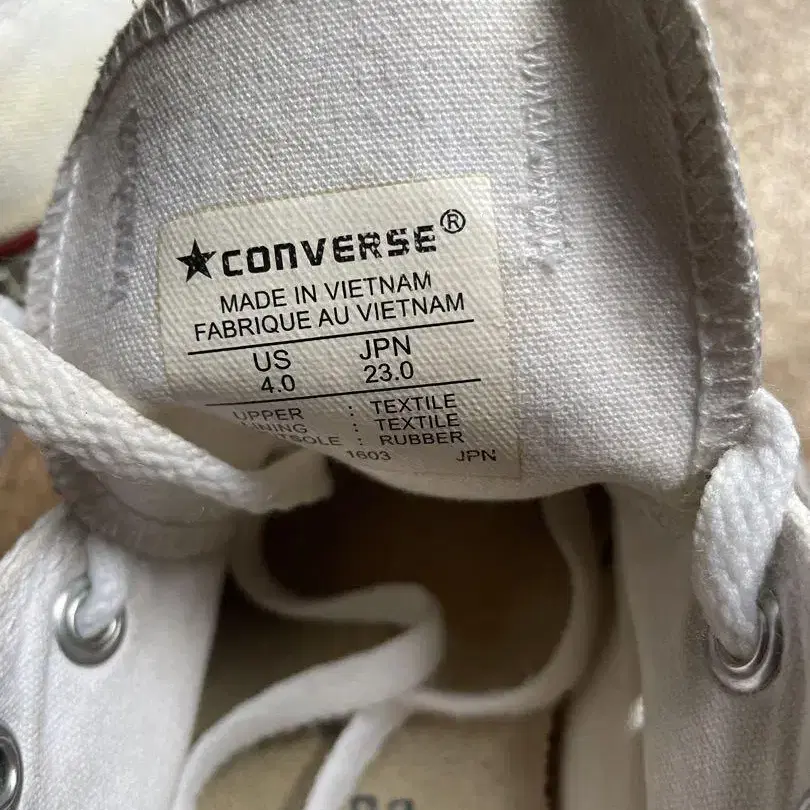 ★CONVERSE®
MADE IN VIETNAM
FABRIQUE AU VIETNAM
US JPN
4.0 23.0
UPPER : TEXTILE
LINING : TEXTILE
: RUBBER
1603 JPN